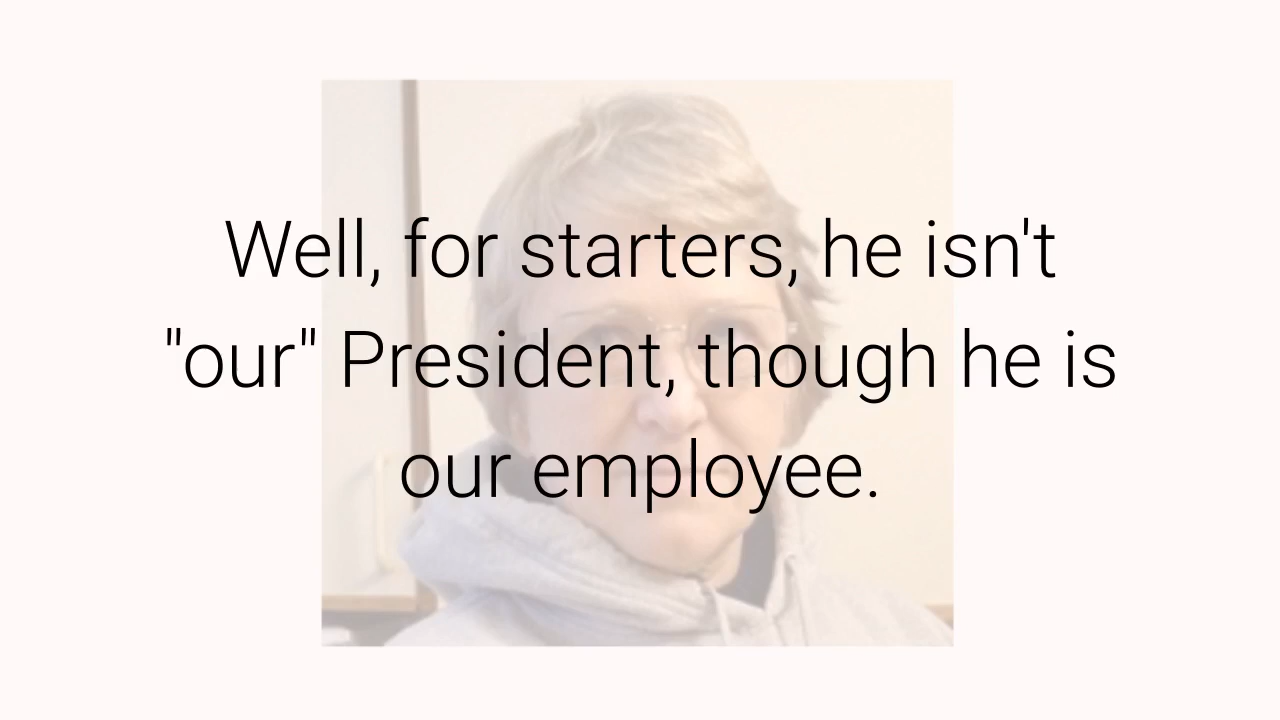 Well, for starters, he isn't
"our" President, though he is
our employee.